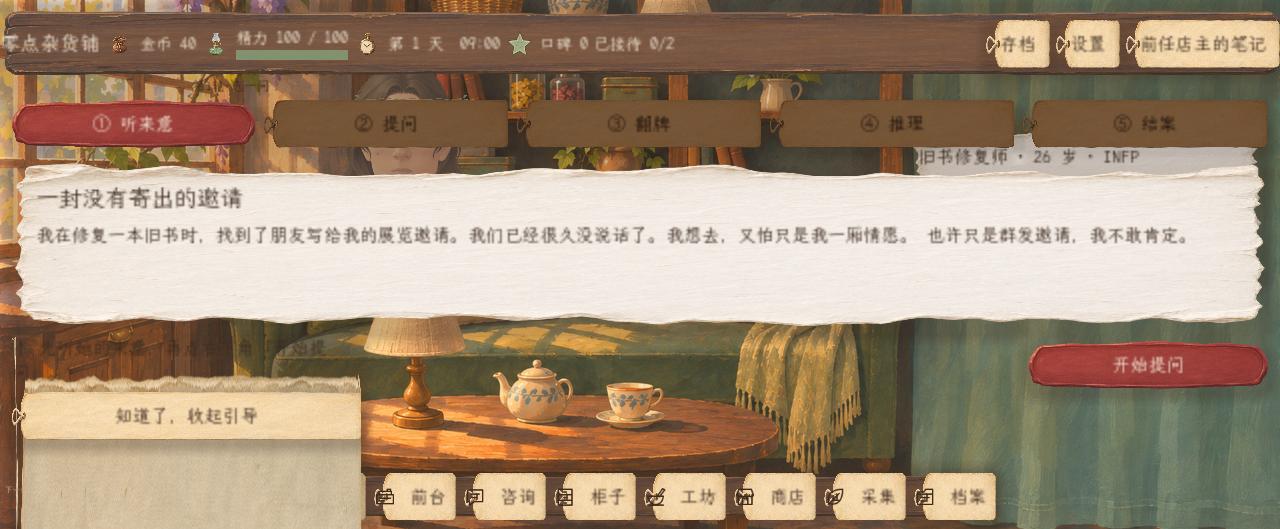 零点杂货铺 金币 40 精力 100 / 100 第 1 天 09:00 口碑 0 已接待 0/2 存档 设置 前任店主的笔记
① 听来意 ② 提问 ③ 翻牌 ④ 推理 ⑤ 结案
旧书修复师 · 26 岁 · INFP
一封没有寄出的邀请
我在修复一本旧书时，找到了朋友写给我的展览邀请。我们已经很久没说话了。我想去，又怕只是我一厢情愿。 也许只是群发邀请，我不敢肯定。
开始提问
知道了，收起引导
前台 咨询 柜子 工坊 商店 采集 档案